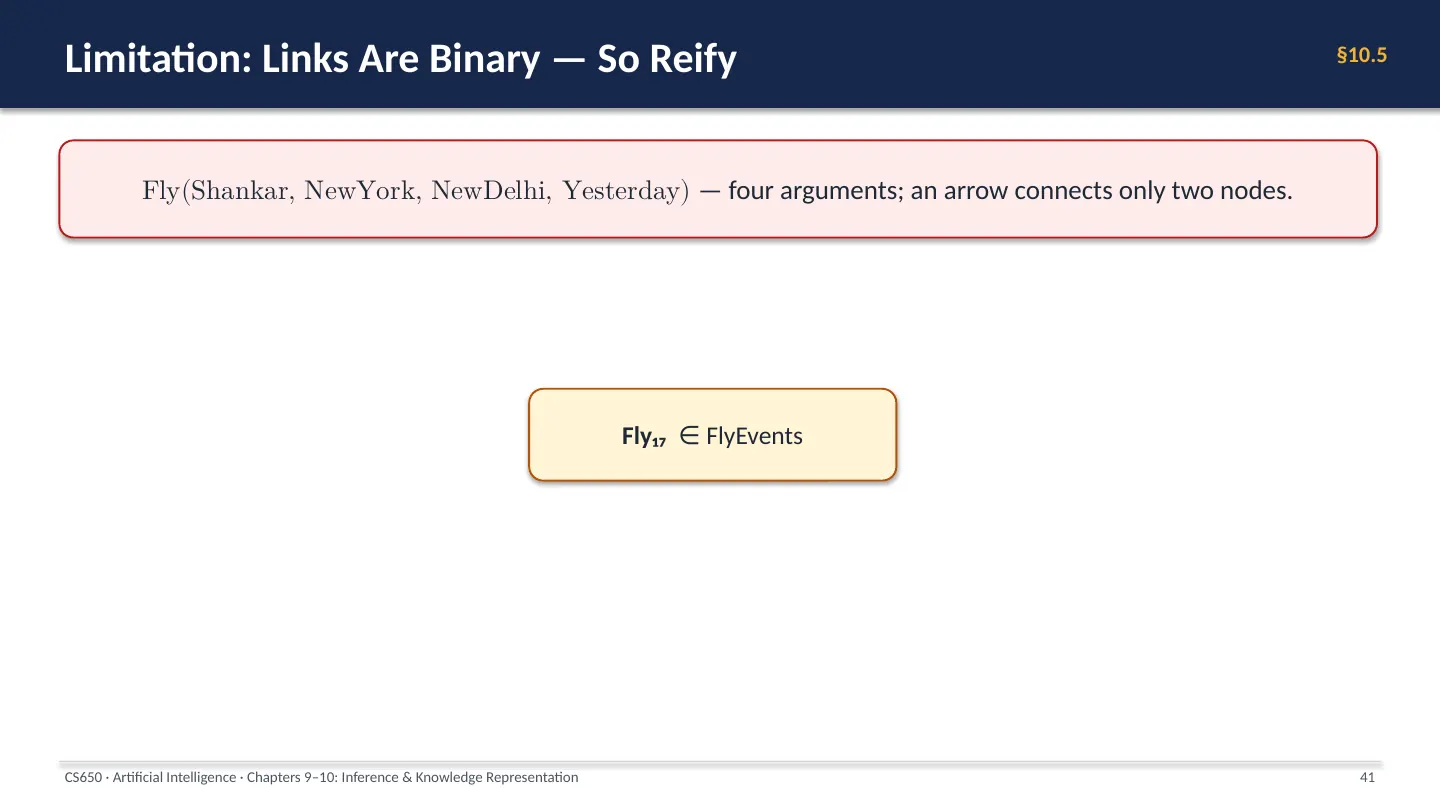 Limitation: Links Are Binary — So Reify
§10.5
Fly(Shankar, NewYork, NewDelhi, Yesterday) — four arguments; an arrow connects only two nodes.
Fly₁₇ ∈ FlyEvents
CS650 · Artificial Intelligence · Chapters 9–10: Inference & Knowledge Representation
41